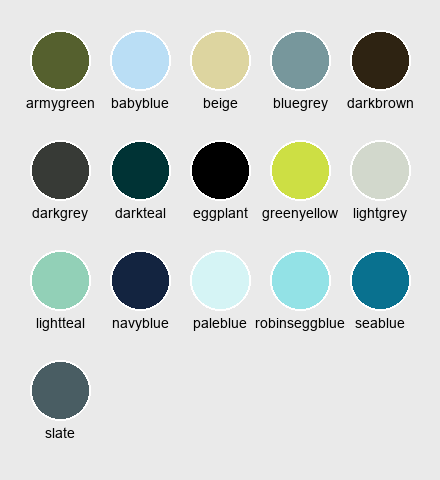 armygreen babyblue beige bluegrey darkbrown
darkgrey darkteal eggplant greenyellow lightgrey
lightteal navyblue paleblue robinseggblue seablue
slate